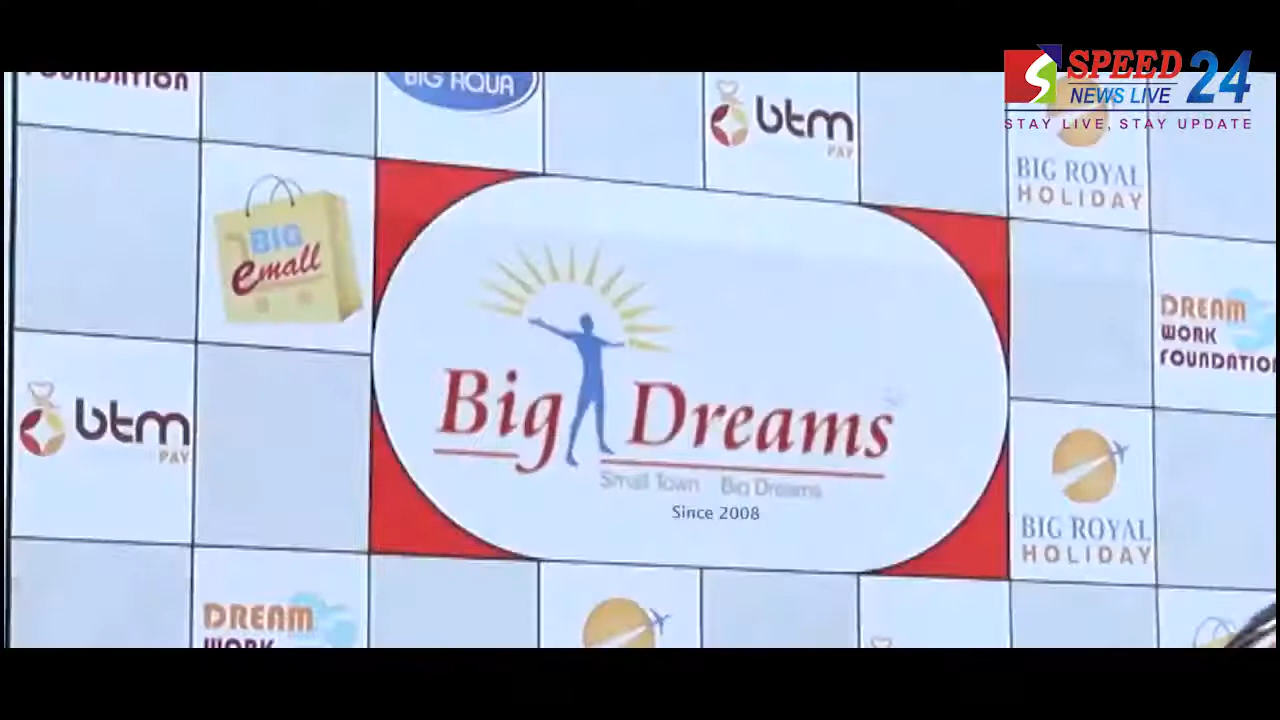 SPEED 24
NEWS LIVE
STAY LIVE, STAY UPDATE
FOUNDATION
BIG AQUA
btm
PAY
BIG ROYAL
HOLIDAY
BIG
emall
DREAM
WORK
FOUNDATION
Big Dreams
Small Town Big Dreams
Since 2008
btm
PAY
BIG ROYAL
HOLIDAY
DREAM
WORK